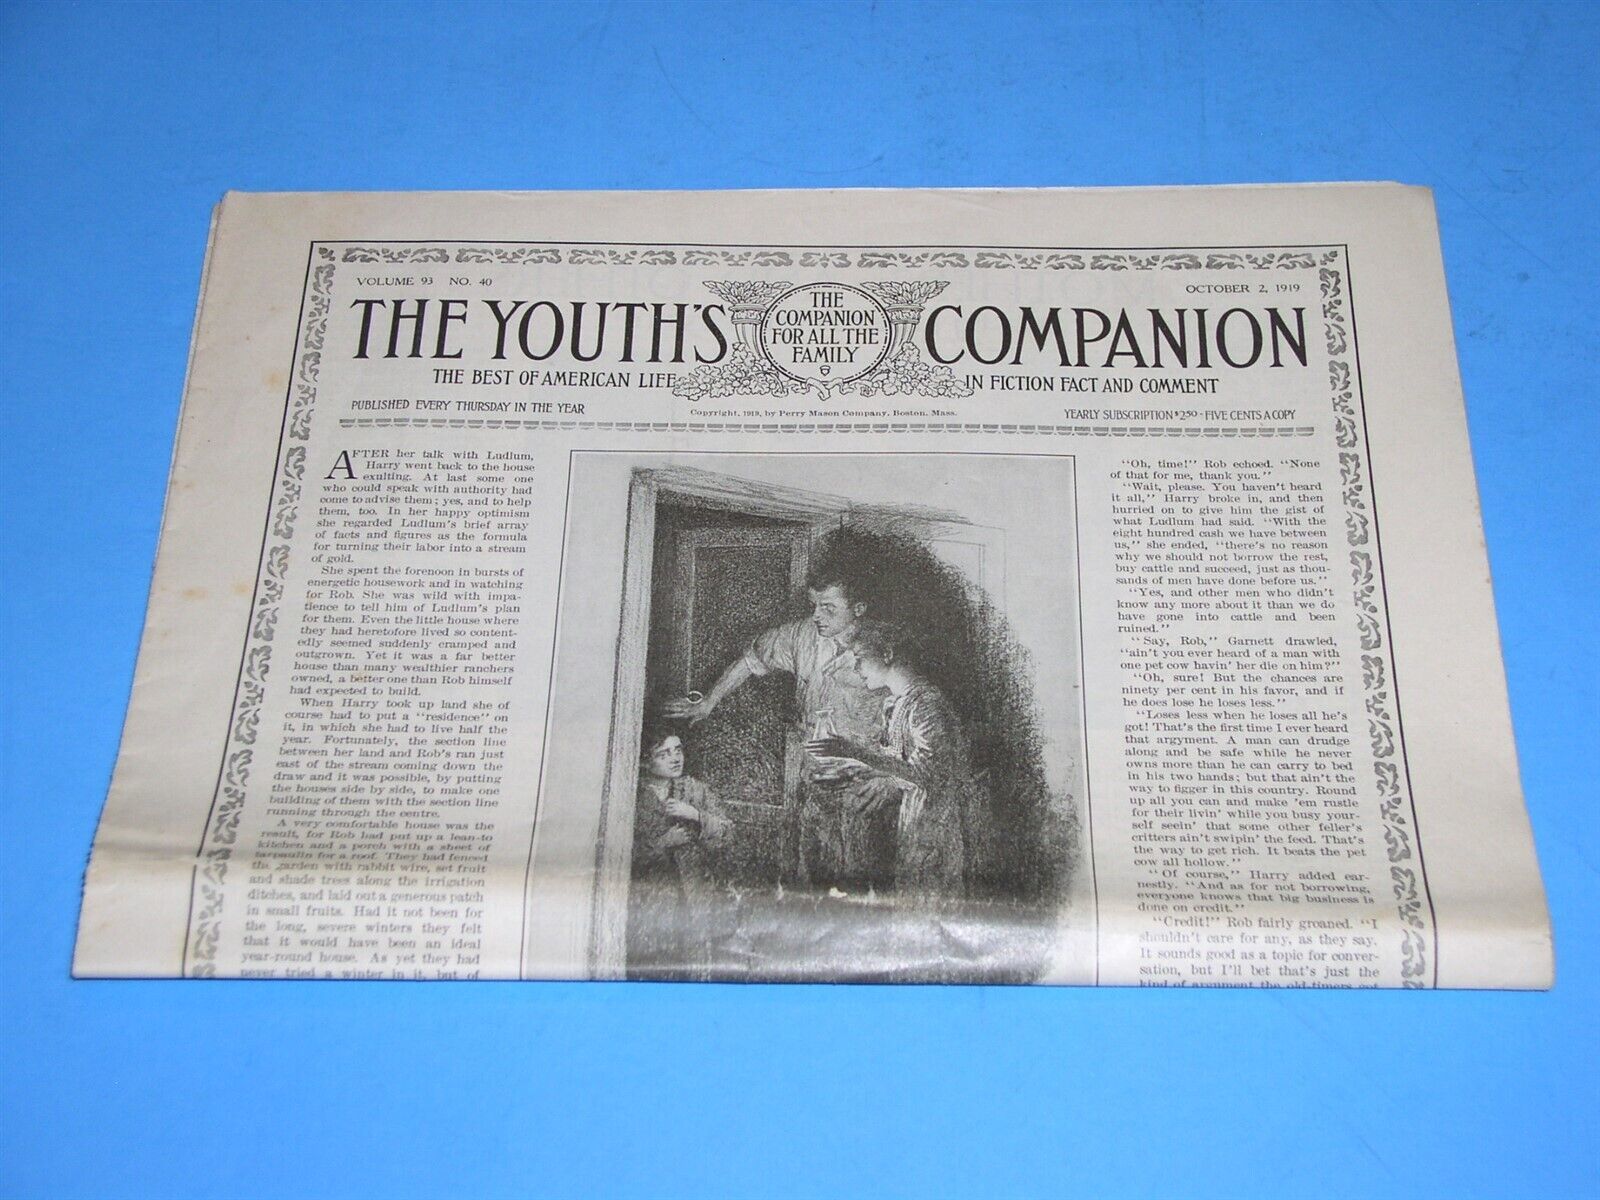 VOLUME 93 NO. 40
OCTOBER 2, 1919
THE YOUTH'S
THE
COMPANION
FOR ALL THE
FAMILY
COMPANION
THE BEST OF AMERICAN LIFE
IN FICTION FACT AND COMMENT
PUBLISHED EVERY THURSDAY IN THE YEAR
Copyright, 1919, by Perry Mason Company, Boston, Mass.
YEARLY SUBSCRIPTION $2.50 - FIVE CENTS A COPY
AFTER her talk with Ludlum,
Harry went back to the house
exulting. At last some one
who could speak with authority had
come to advise them; yes, and to help
them, too. In her happy optimism
she regarded Ludlum's brief array
of facts and figures as the formula
for turning their labor into a stream
of gold.
She spent the forenoon in bursts of
energetic housework and in watching
for Rob. She was wild with impa-
tience to tell him of Ludlum's plan
for them. Even the little house where
they had heretofore lived so content-
edly seemed suddenly cramped and
outgrown. Yet it was a far better
house than many wealthier ranchers
owned, a better one than Rob himself
had expected to build.
When Harry took up land she of
course had to put a "residence" on
it, in which she had to live half the
year. Fortunately, the section line
between her land and Rob's ran just
east of the stream coming down the
draw and it was possible, by putting
the houses side by side, to make one
building of them with the section line
running through the centre.
A very comfortable house was the
result, for Rob had put up a lean-to
kitchen and a porch with a sheet of
tarpaulin for a roof. They had fenced
the garden with rabbit wire, set fruit
and shade trees along the irrigation
ditches, and laid out a generous patch
in small fruits. Had it not been for
the long, severe winters they felt
that it would have been an ideal
year-round house. As yet they had
never tried a winter in it, but of
"Oh, time!" Rob echoed. "None
of that for me, thank you."
"Wait, please. You haven't heard
it all," Harry broke in, and then
hurried on to give him the gist of
what Ludlum had said. "With the
eight hundred cash we have between
us," she ended, "there's no reason
why we should not borrow the rest,
buy cattle and succeed, just as thou-
sands of men have done before us."
"Yes, and other men who didn't
know any more about it than we do
have gone into cattle and been
ruined."
"Say, Rob," Garnett drawled,
"ain't you ever heard of a man with
one pet cow havin' her die on him?"
"Oh, sure! But the chances are
ninety per cent in his favor, and if
he does lose he loses less."
"Loses less when he loses all he's
got! That's the first time I ever heard
that argyment. A man can drudge
along and be safe while he never
owns more than he can carry to bed
in his two hands; but that ain't the
way to figger in this country. Round
up all you can and make 'em rustle
for their livin' while you busy your-
self seein' that some other feller's
critters ain't swipin' the feed. That's
the way to get rich. It beats the pet
cow all hollow."
"Of course," Harry added ear-
nestly. "And as for not borrowing,
everyone knows that big business is
done on credit."
"Credit!" Rob fairly groaned. "I
shouldn't care for any, as they say.
It sounds good as a topic for conver-
sation, but I'll bet that's just the
kind of argument the old-timers got